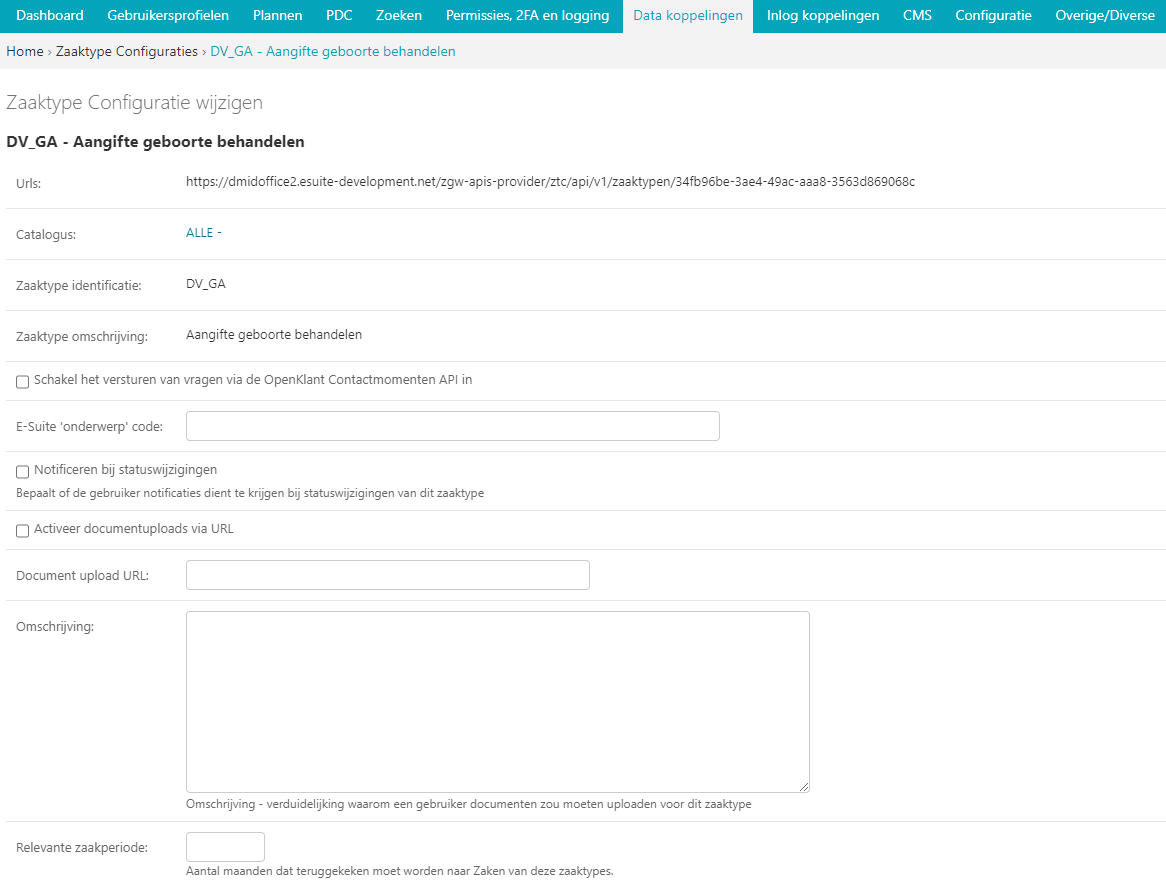 Dashboard Gebruikersprofielen Plannen PDC Zoeken Permissies, 2FA en logging Data koppelingen Inlog koppelingen CMS Configuratie Overige/Diverse
Home › Zaaktype Configuraties › DV_GA - Aangifte geboorte behandelen
Zaaktype Configuratie wijzigen
DV_GA - Aangifte geboorte behandelen
Urls: https://dmidoffice2.esuite-development.net/zgw-apis-provider/ztc/api/v1/zaaktypen/34fb96be-3ae4-49ac-aaa8-3563d869068c
Catalogus: ALLE -
Zaaktype identificatie: DV_GA
Zaaktype omschrijving: Aangifte geboorte behandelen
Schakel het versturen van vragen via de OpenKlant Contactmomenten API in
E-Suite 'onderwerp' code:
Notificeren bij statuswijzigingen
Bepaalt of de gebruiker notificaties dient te krijgen bij statuswijzigingen van dit zaaktype
Activeer documentuploads via URL
Document upload URL:
Omschrijving:
Omschrijving - verduidelijking waarom een gebruiker documenten zou moeten uploaden voor dit zaaktype
Relevante zaakperiode:
Aantal maanden dat teruggekeken moet worden naar Zaken van deze zaaktypes.